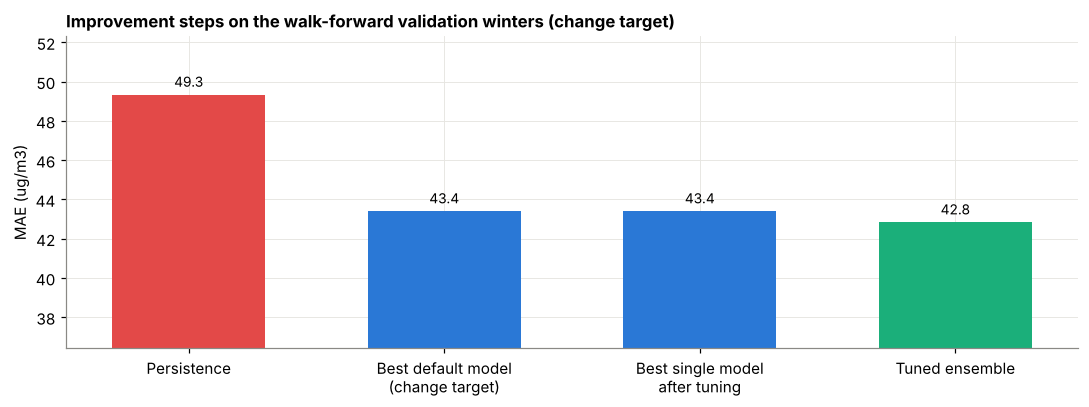 Improvement steps on the walk-forward validation winters (change target)
MAE (ug/m3)
52
50
48
46
44
42
40
38
49.3
43.4
43.4
42.8
Persistence
Best default model
(change target)
Best single model
after tuning
Tuned ensemble